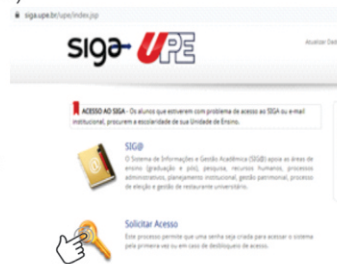 siga.upe.br/upe/index.jsp
siga UPE
Atualizar Dad
ACESSO AO SIGA - Os alunos que estiverem com problema de acesso ao SIGA ou e-mail
institucional, procurem a escolaridade de sua Unidade de Ensino.
SIG@
O Sistema de Informações e Gestão Acadêmica (SIG@) apoia as áreas de
ensino (graduação e pós), pesquisa, recursos humanos, processos
administrativos, planejamento institucional, gestão patrimonial, processo
de eleição e gestão de restaurante universitário.
Solicitar Acesso
Este processo permite que uma senha seja criada para acessar o sistema
pela primeira vez ou em caso de desbloqueio de acesso.